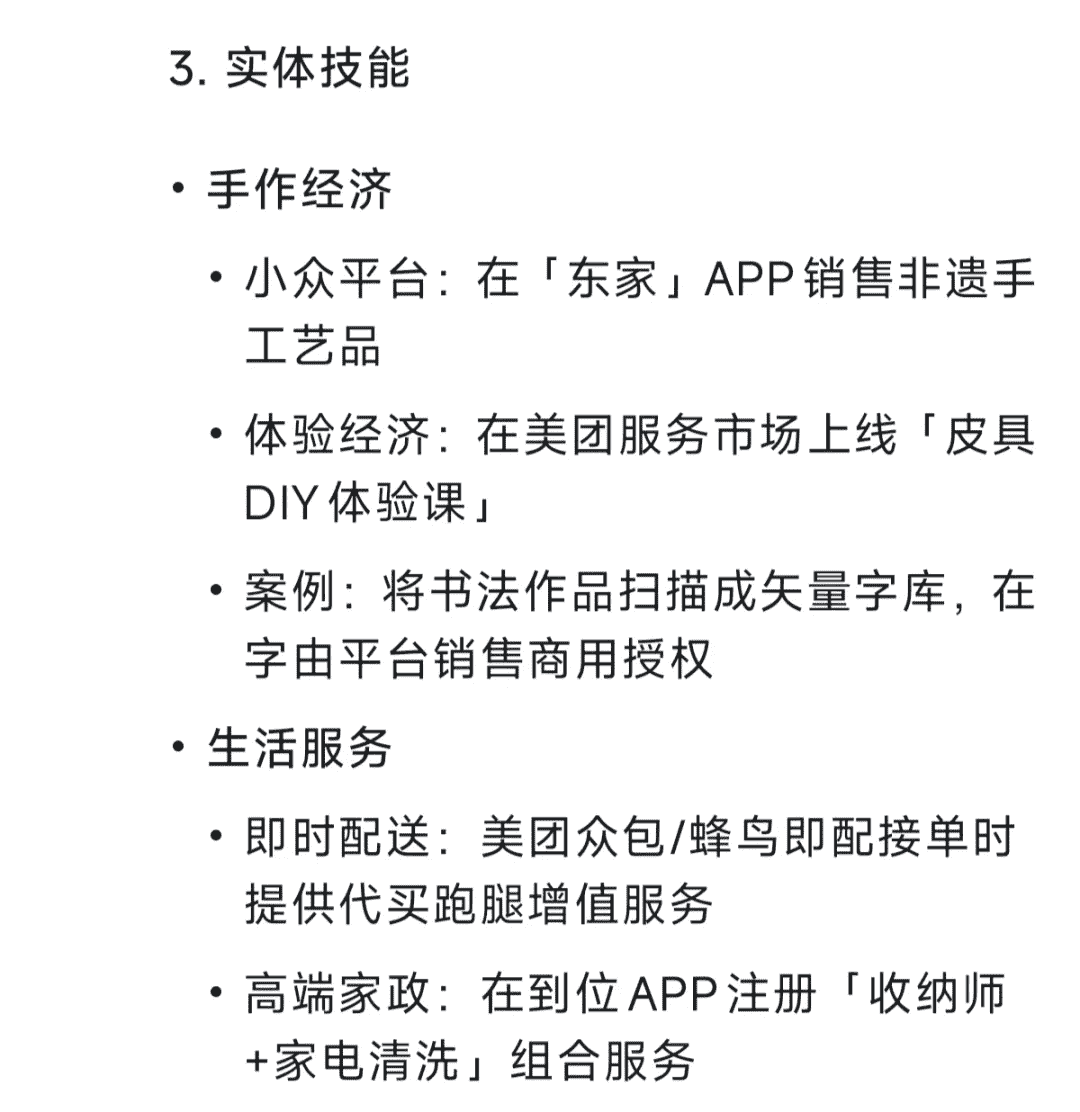 3. 实体技能
• 手作经济
• 小众平台：在「东家」APP销售非遗手
工艺品
• 体验经济：在美团服务市场上线「皮具
DIY体验课」
• 案例：将书法作品扫描成矢量字库，在
字由平台销售商用授权
• 生活服务
• 即时配送：美团众包/蜂鸟即配接单时
提供代买跑腿增值服务
• 高端家政：在到位APP注册「收纳师
+家电清洗」组合服务